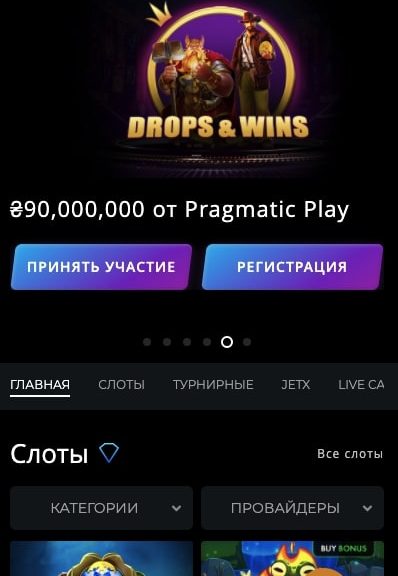 DROPS & WINS
₴90,000,000 от Pragmatic Play
ПРИНЯТЬ УЧАСТИЕ РЕГИСТРАЦИЯ
ГЛАВНАЯ СЛОТЫ ТУРНИРНЫЕ JETX LIVE CA
Слоты Все слоты
КАТЕГОРИИ ПРОВАЙДЕРЫ
BUY BONUS